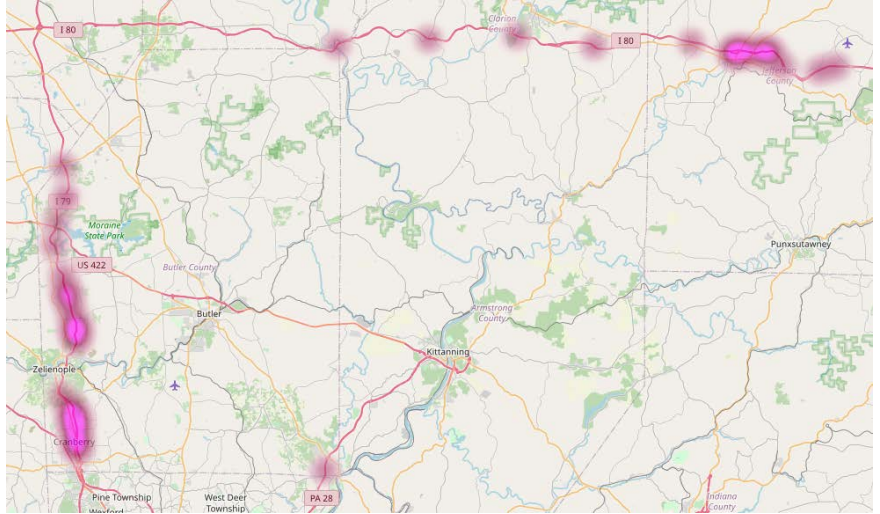 Clarion
County
I 80
I 80
Jefferson
County
I 79
Moraine
State Park
Punxsutawney
US 422
Butler County
Butler
Armstrong
County
Kittanning
Zelienople
Cranberry
Pine Township
West Deer
Township
PA 28
Indiana
County
Wexford